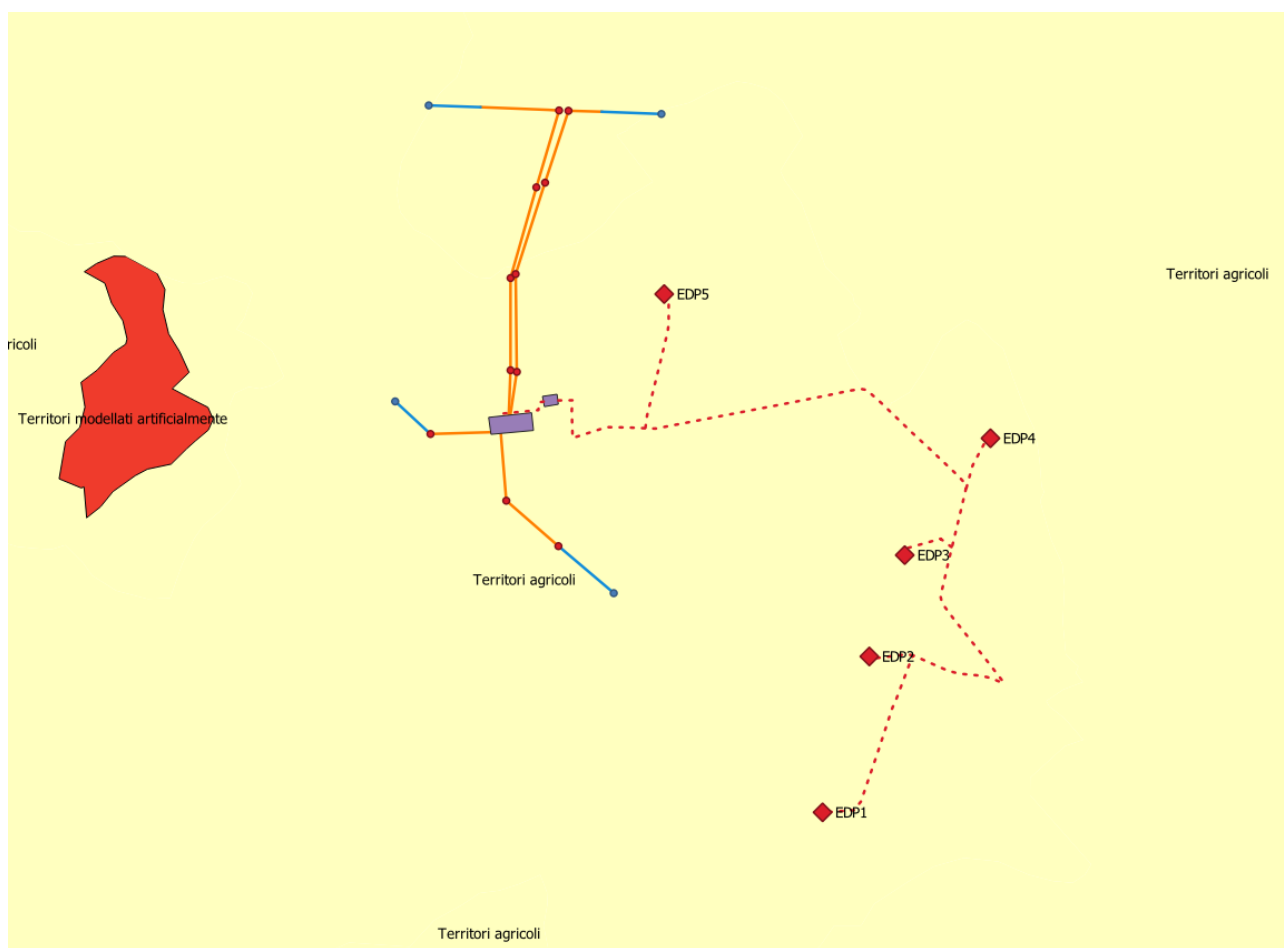 Territori agricoli
EDP5
ricoli
Territori modellati artificialmente
EDP4
EDP3
Territori agricoli
EDP2
EDP1
Territori agricoli